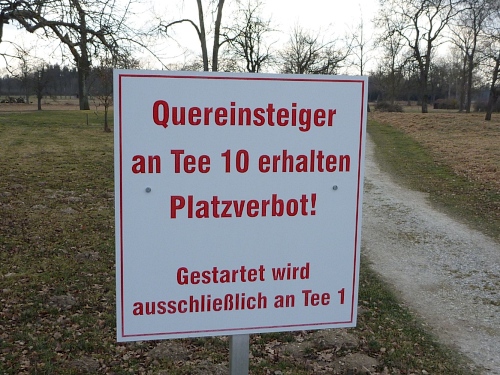 Quereinsteiger
an Tee 10 erhalten
Platzverbot!
Gestartet wird
ausschließlich an Tee 1